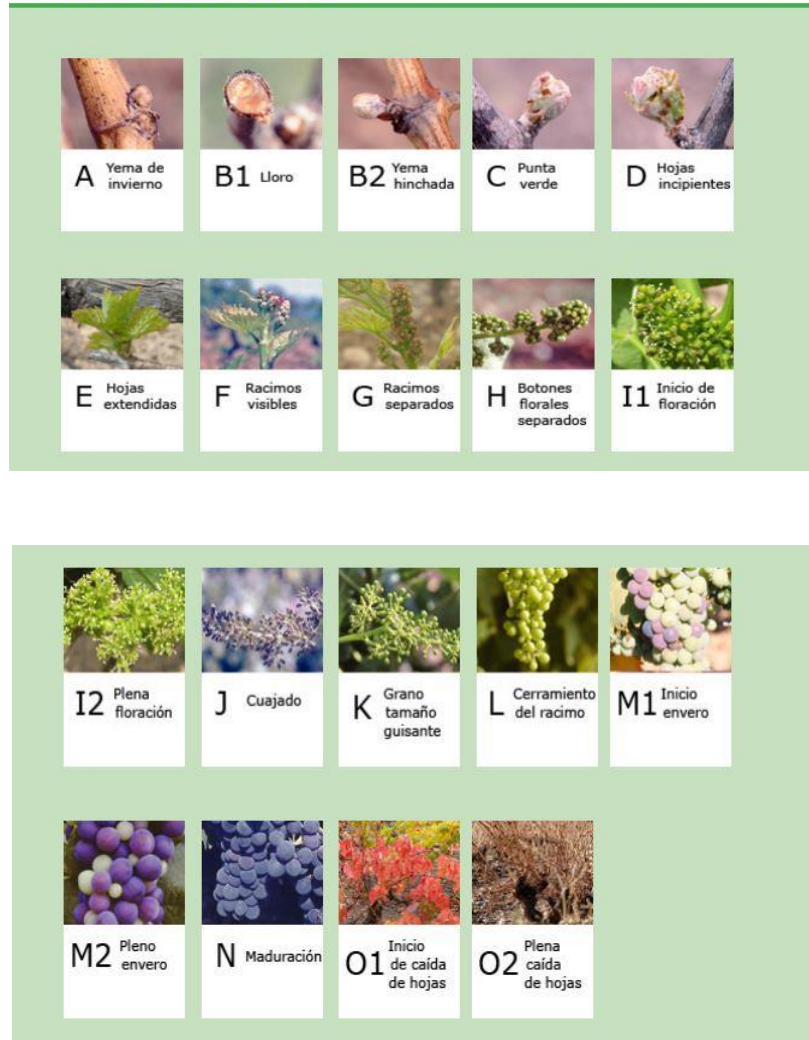 A Yema de
invierno
B1 Lloro
B2 Yema
hinchada
C Punta
verde
D Hojas
incipientes
E Hojas
extendidas
F Racimos
visibles
G Racimos
separados
H Botones
florales
separados
I1 Inicio de
floración
I2 Plena
floración
J Cuajado
K Grano
tamaño
guisante
L Cerramiento
del racimo
M1 Inicio
envero
M2 Pleno
envero
N Maduración
O1 Inicio
de caída
de hojas
O2 Plena
caída
de hojas